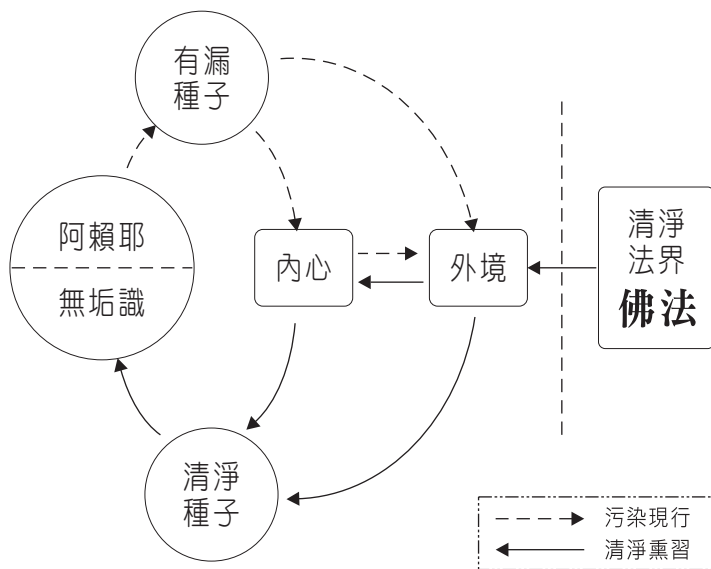 有漏
種子
阿賴耶
無垢識
內心
外境
清淨
法界
佛法
清淨
種子
污染現行
清淨熏習